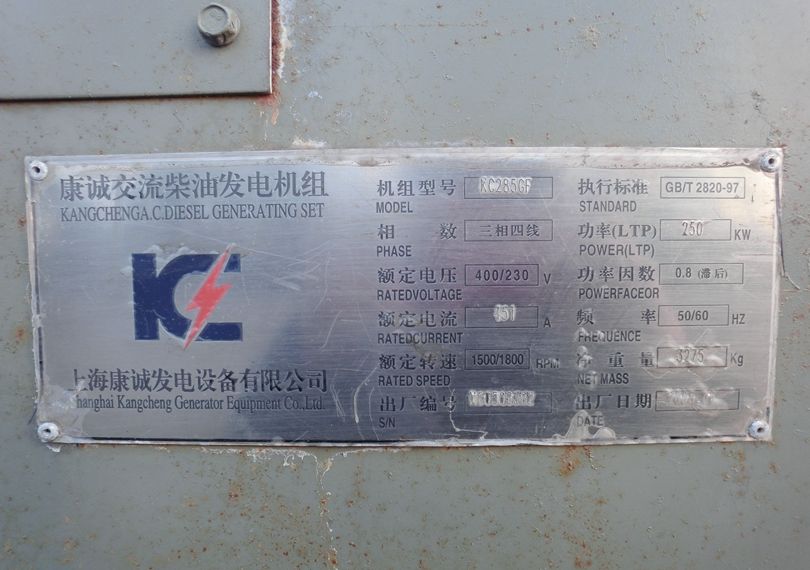 康诚交流柴油发电机组
KANGCHENGA.C.DIESEL GENERATING SET
KC
上海康诚发电设备有限公司
Shanghai Kangcheng Generator Equipment Co.,Ltd.
机组型号 KC285GF
MODEL
相 数 三相四线
PHASE
额定电压 400/230 V
RATEDVOLTAGE
额定电流 451 A
RATEDCURRENT
额定转速 1500/1800 RPM
RATED SPEED
出厂编号
S/N
执行标准 GB/T 2820-97
STANDARD
功率(LTP) 250 KW
POWER(LTP)
功率因数 0.8 (滞后)
POWERFACEOR
频 率 50/60 HZ
FREQUENCE
净重量 3275 Kg
NET MASS
出厂日期
DATE